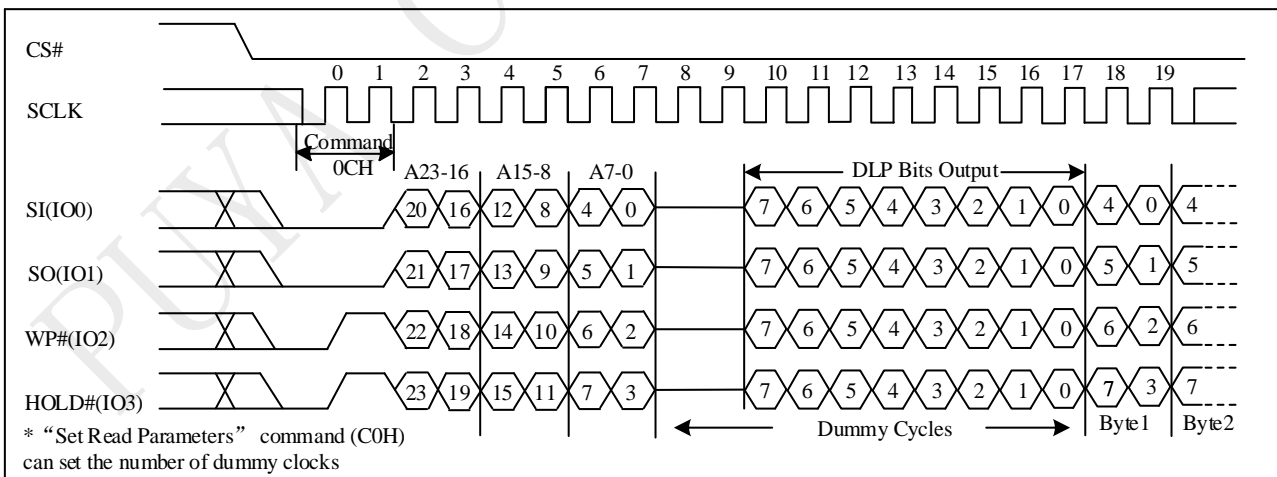 CS#
0 1 2 3 4 5 6 7 8 9 10 11 12 13 14 15 16 17 18 19
SCLK
Command
0CH
A23-16 A15-8 A7-0 DLP Bits Output
SI(IO0) 20 16 12 8 4 0 7 6 5 4 3 2 1 0 4 0 4
SO(IO1) 21 17 13 9 5 1 7 6 5 4 3 2 1 0 5 1 5
WP#(IO2) 22 18 14 10 6 2 7 6 5 4 3 2 1 0 6 2 6
HOLD#(IO3) 23 19 15 11 7 3 7 6 5 4 3 2 1 0 7 3 7
Dummy Cycles Byte1 Byte2
* “Set Read Parameters” command (C0H)
can set the number of dummy clocks
PUYA